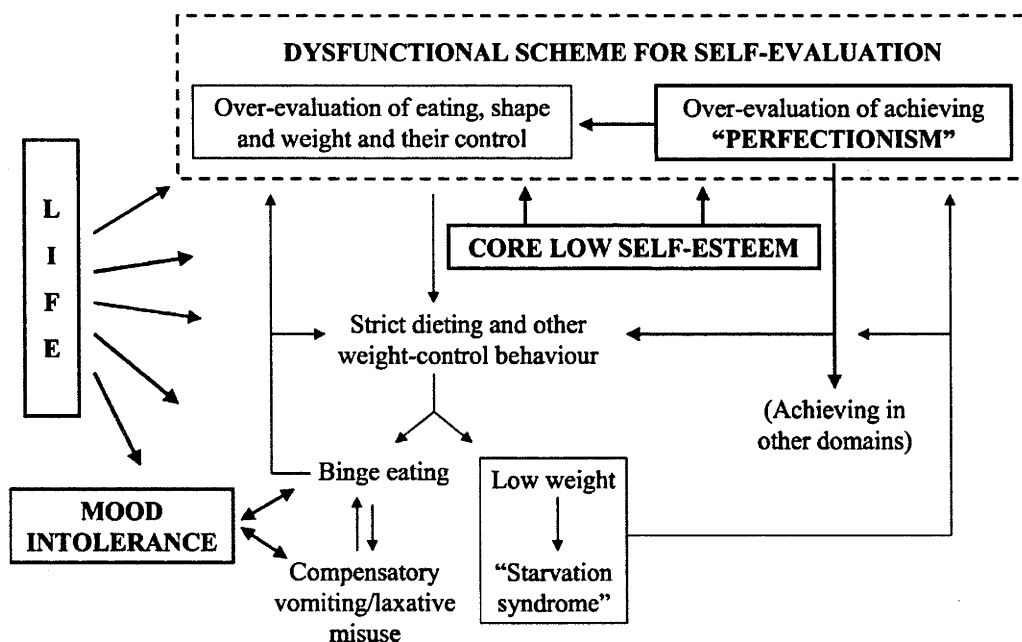 DYSFUNCTIONAL SCHEME FOR SELF-EVALUATION
Over-evaluation of eating, shape
and weight and their control
Over-evaluation of achieving
“PERFECTIONISM”
L
I
F
E
CORE LOW SELF-ESTEEM
Strict dieting and other
weight-control behaviour
(Achieving in
other domains)
Binge eating
Low weight
MOOD
INTOLERANCE
Compensatory
vomiting/laxative
misuse
“Starvation
syndrome”